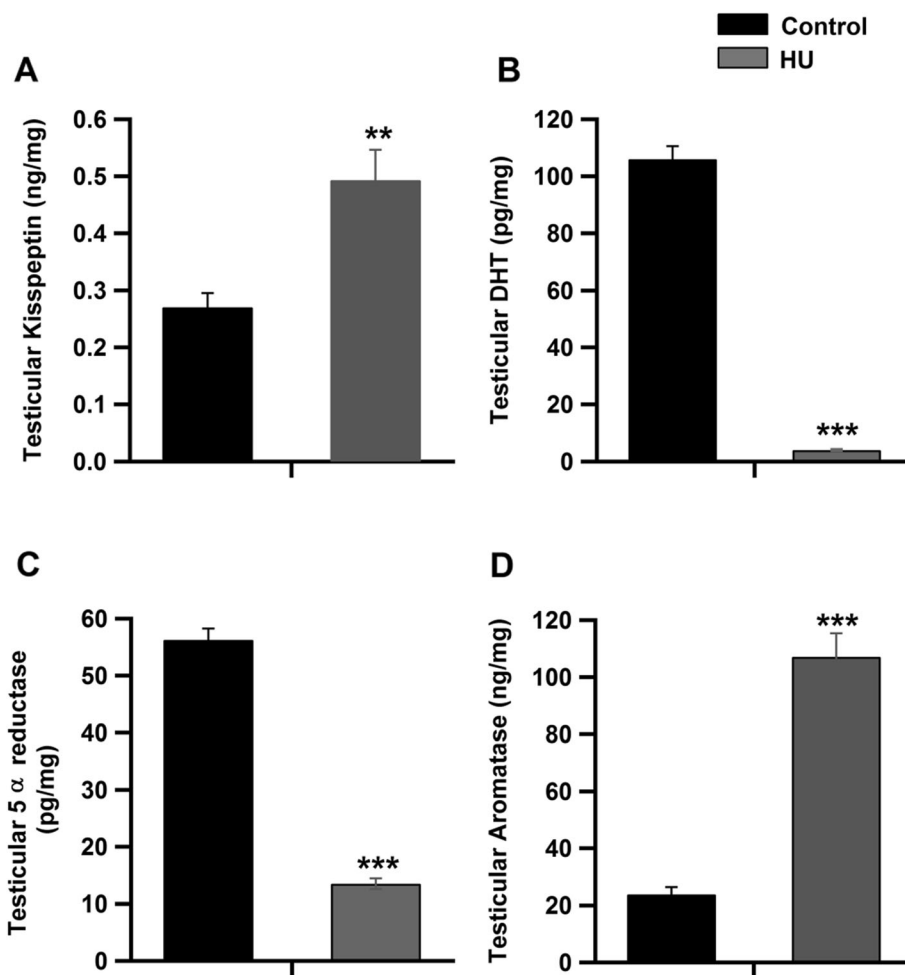 Control
HU
A
Testicular Kisspeptin (ng/mg)
0.6
0.5
0.4
0.3
0.2
0.1
0.0
**
B
Testicular DHT (pg/mg)
120
100
80
60
40
20
0
***
C
Testicular 5 α reductase
(pg/mg)
60
50
40
30
20
10
0
***
D
Testicular Aromatase (ng/mg)
120
100
80
60
40
20
0
***